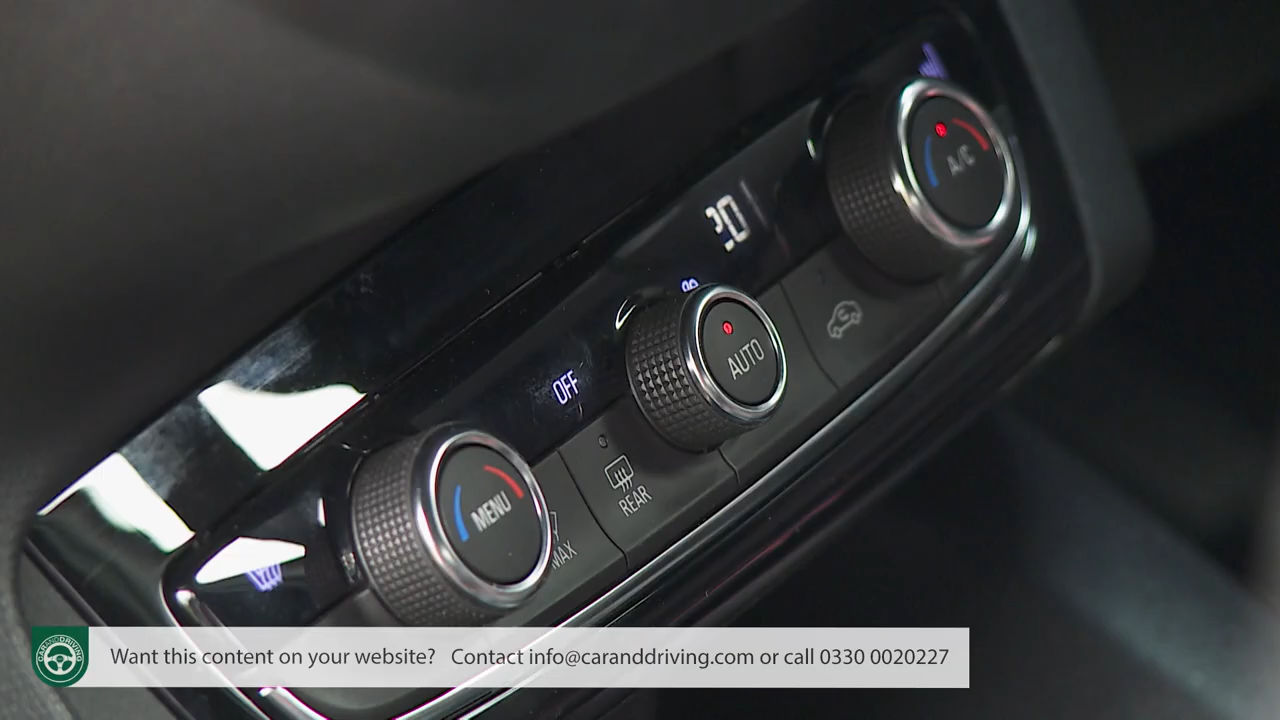 A/C
20
AUTO
OFF
REAR
MENU
MAX
CARANDDRIVING
Want this content on your website? Contact info@caranddriving.com or call 0330 0020227